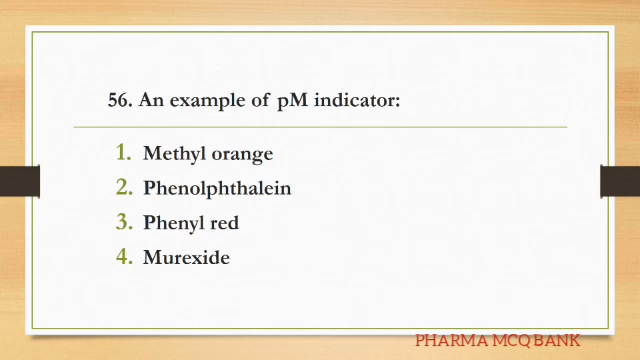 56. An example of pM indicator:
1. Methyl orange
2. Phenolphthalein
3. Phenyl red
4. Murexide
PHARMA MCQ BANK